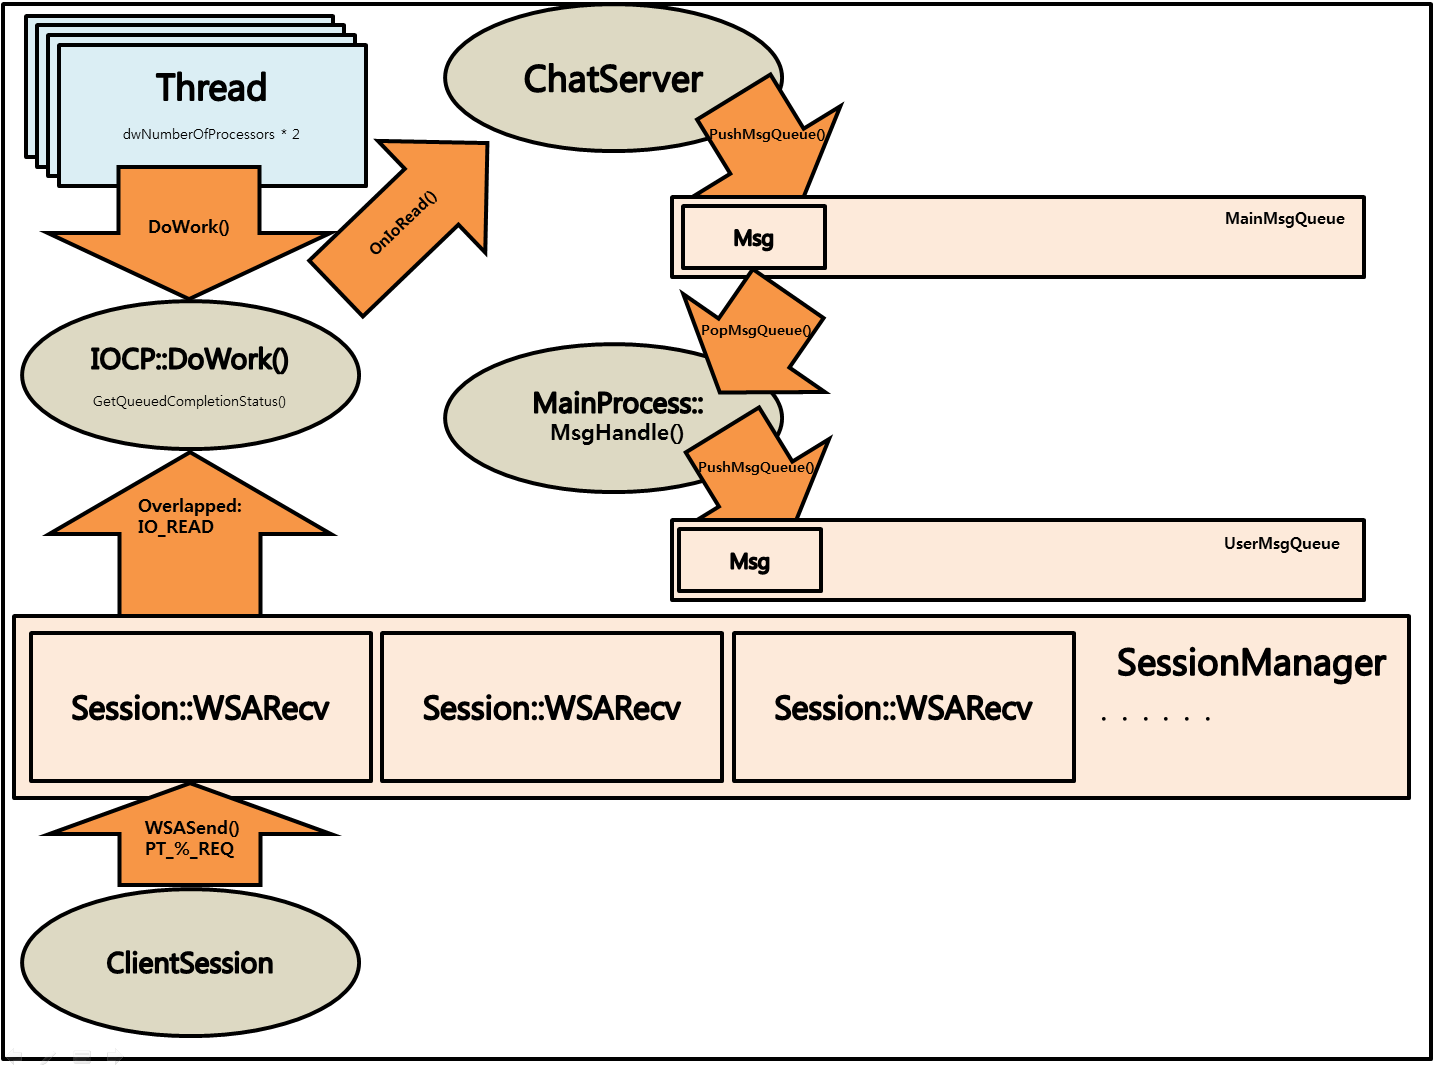 Thread
dwNumberOfProcessors * 2
DoWork()
OnIoRead()
ChatServer
PushMsgQueue()
MainMsgQueue
Msg
PopMsgQueue()
IOCP::DoWork()
GetQueuedCompletionStatus()
MainProcess::
MsgHandle()
PushMsgQueue()
UserMsgQueue
Msg
Overlapped:
IO_READ
SessionManager
Session::WSARecv
Session::WSARecv
Session::WSARecv
. . . . . .
WSASend()
PT_%_REQ
ClientSession